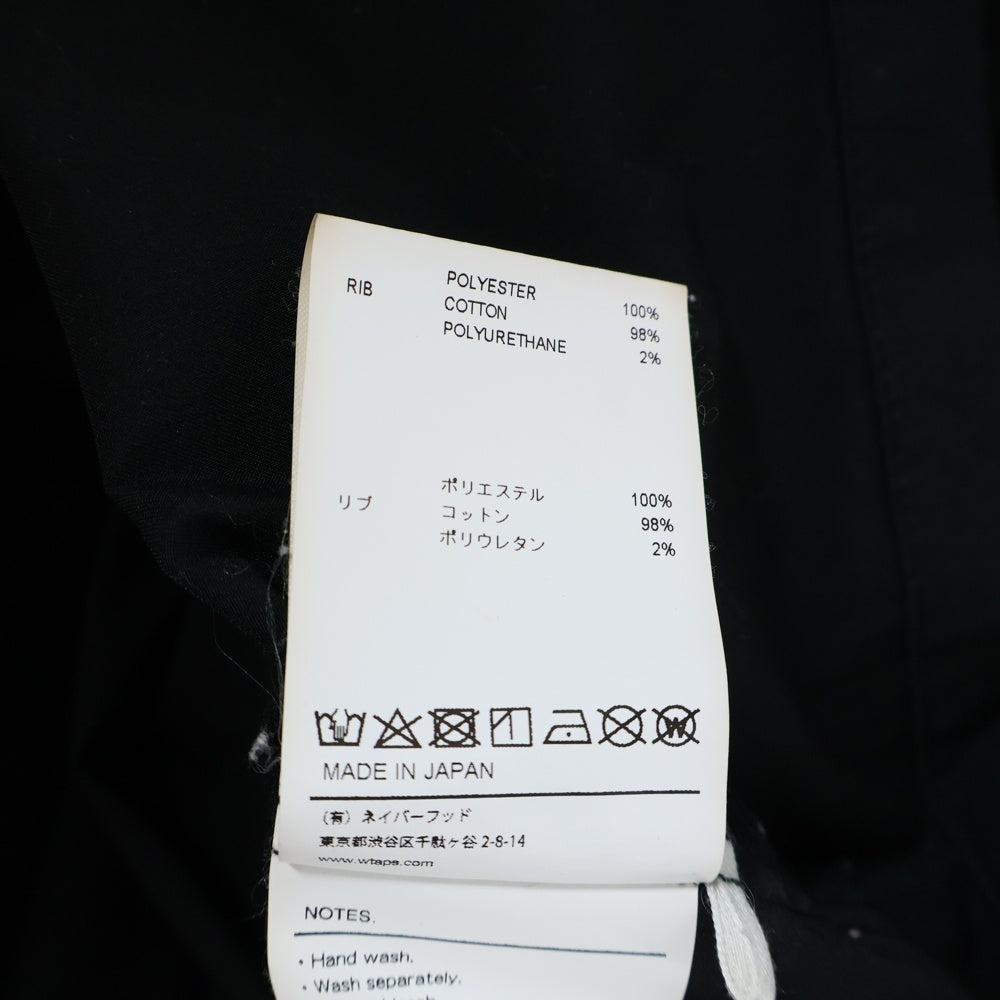 RIB POLYESTER 100%
COTTON 98%
POLYURETHANE 2%
リブ ポリエステル 100%
コットン 98%
ポリウレタン 2%
W
MADE IN JAPAN
(有) ネイバーフッド
東京都渋谷区千駄ヶ谷 2-8-14
www.wtaps.com
NOTES.
• Hand wash.
• Wash separately.